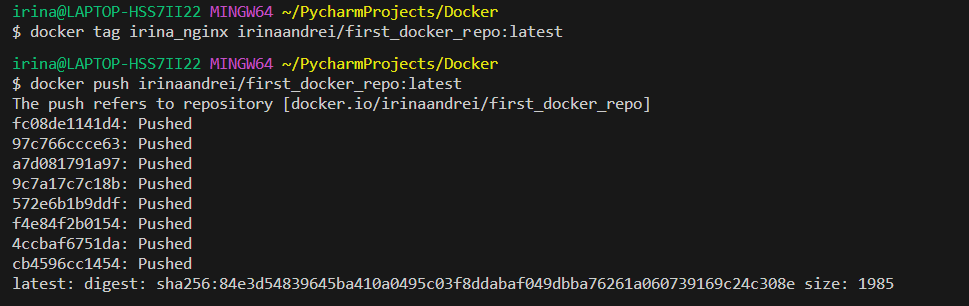 irina@LAPTOP-HSS7II22 MINGW64 ~/PycharmProjects/Docker
$ docker tag irina_nginx irinaandrei/first_docker_repo:latest
irina@LAPTOP-HSS7II22 MINGW64 ~/PycharmProjects/Docker
$ docker push irinaandrei/first_docker_repo:latest
The push refers to repository [docker.io/irinaandrei/first_docker_repo]
fc08de1141d4: Pushed
97c766ccce63: Pushed
a7d081791a97: Pushed
9c7a17c7c18b: Pushed
572e6b1b9ddf: Pushed
f4e84f2b0154: Pushed
4ccbaf6751da: Pushed
cb4596cc1454: Pushed
latest: digest: sha256:84e3d54839645ba410a0495c03f8ddabaf049dbba76261a060739169c24c308e size: 1985